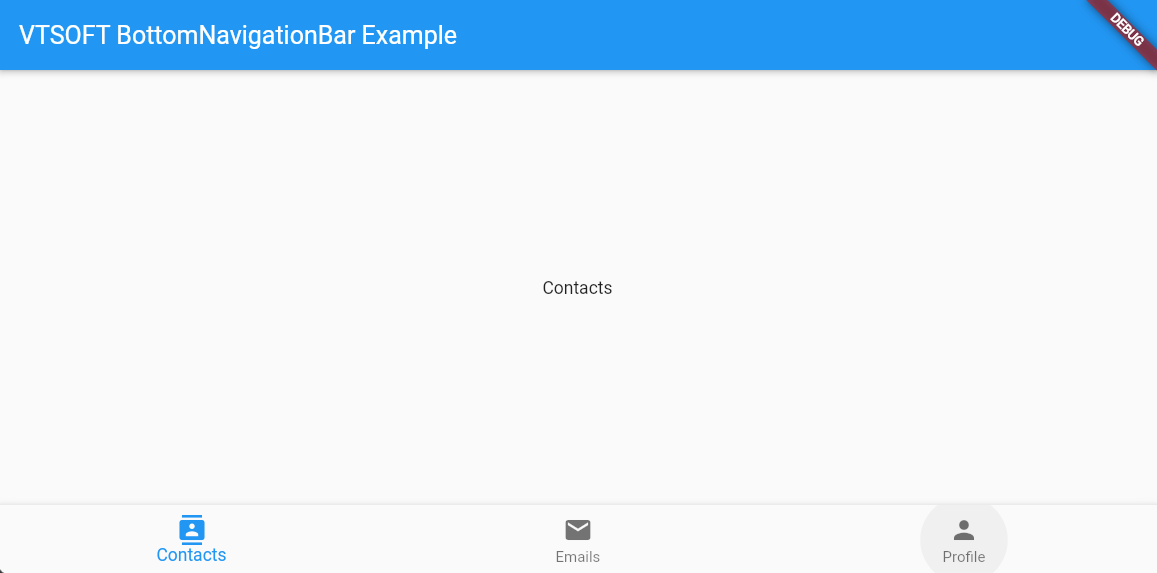 VTSOFT BottomNavigationBar Example
DEBUG
Contacts
Contacts
Emails
Profile